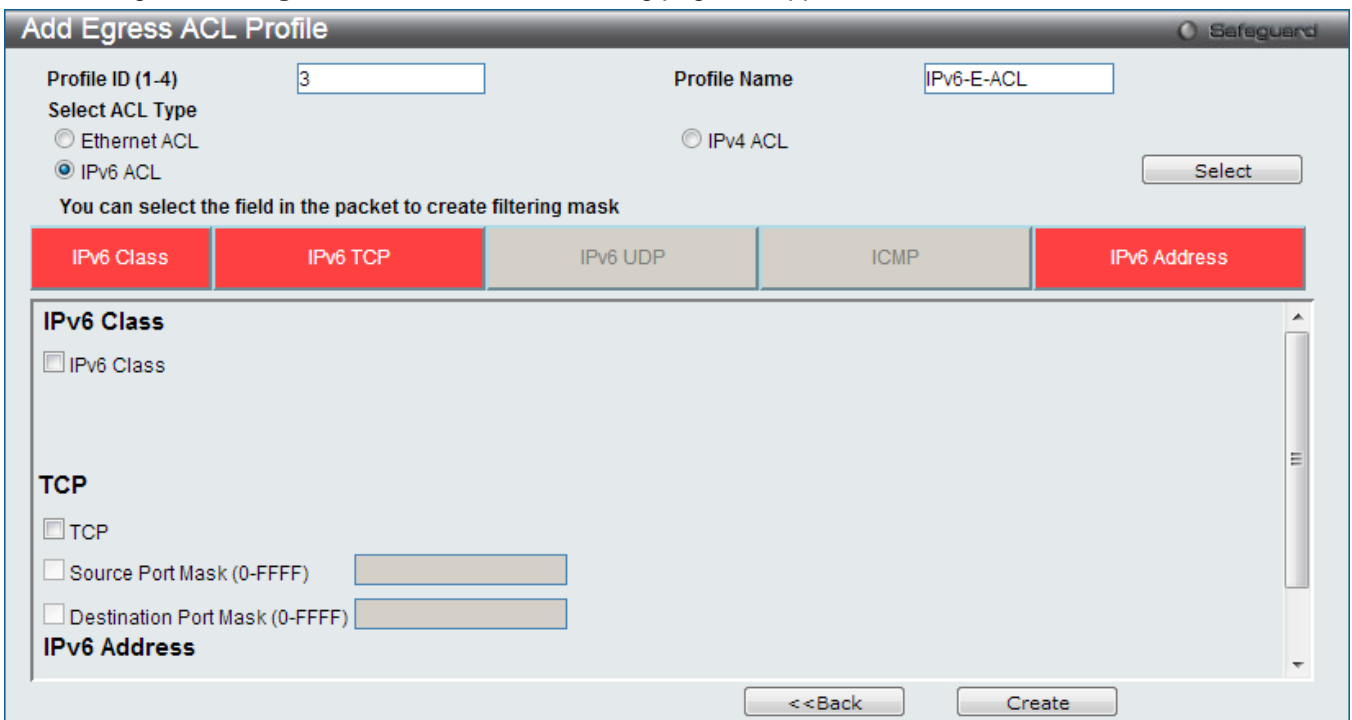 Add Egress ACL Profile
Safeguard
Profile ID (1-4) 3 Profile Name IPv6-E-ACL
Select ACL Type
Ethernet ACL IPv4 ACL
IPv6 ACL
Select
You can select the field in the packet to create filtering mask
IPv6 Class IPv6 TCP IPv6 UDP ICMP IPv6 Address
IPv6 Class
IPv6 Class
TCP
TCP
Source Port Mask (0-FFFF)
Destination Port Mask (0-FFFF)
IPv6 Address
<<Back Create